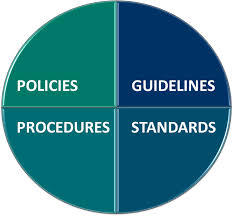 POLICIES
GUIDELINES
PROCEDURES
STANDARDS